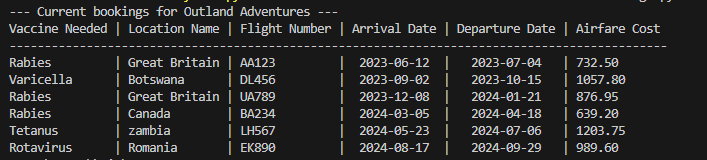 --- Current bookings for Outland Adventures ---
Vaccine Needed | Location Name | Flight Number | Arrival Date | Departure Date | Airfare Cost
--------------------------------------------------------------------------------------------
Rabies | Great Britain | AA123 | 2023-06-12 | 2023-07-04 | 732.50
Varicella | Botswana | DL456 | 2023-09-02 | 2023-10-15 | 1057.80
Rabies | Great Britain | UA789 | 2023-12-08 | 2024-01-21 | 876.95
Rabies | Canada | BA234 | 2024-03-05 | 2024-04-18 | 639.20
Tetanus | zambia | LH567 | 2024-05-23 | 2024-07-06 | 1203.75
Rotavirus | Romania | EK890 | 2024-08-17 | 2024-09-29 | 989.60